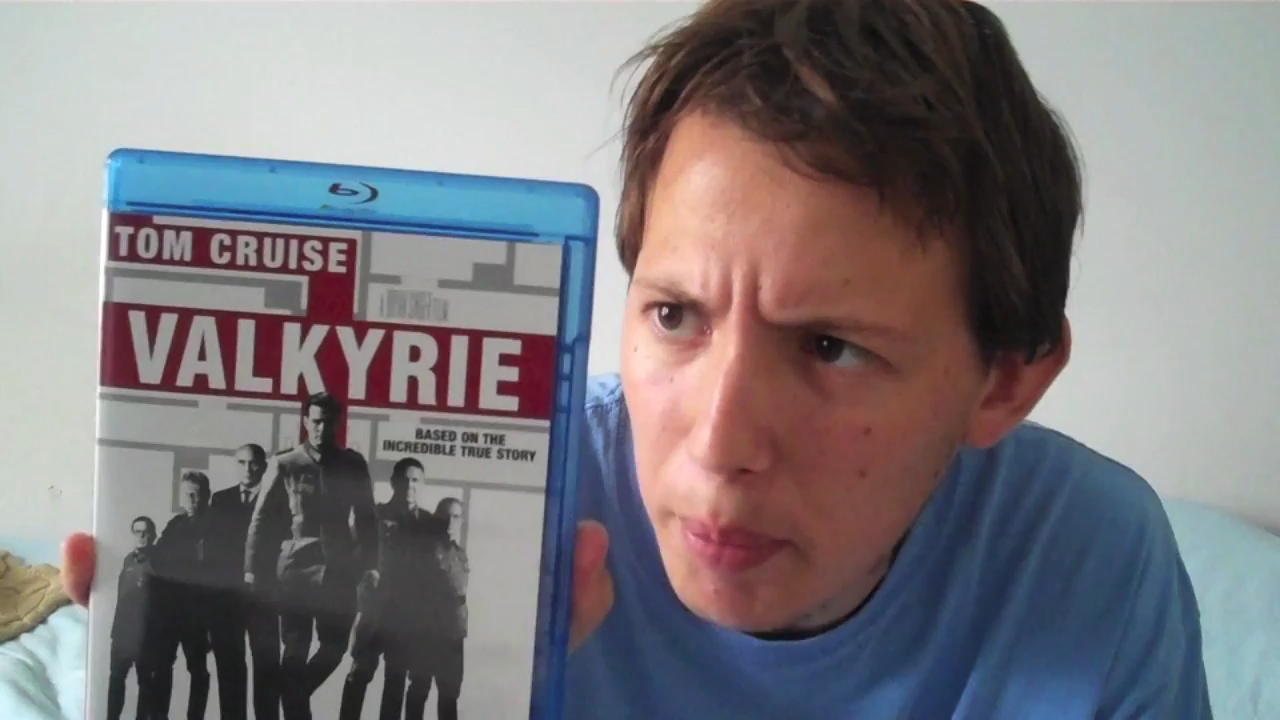 TOM CRUISE
VALKYRIE
BASED ON THE
INCREDIBLE TRUE STORY